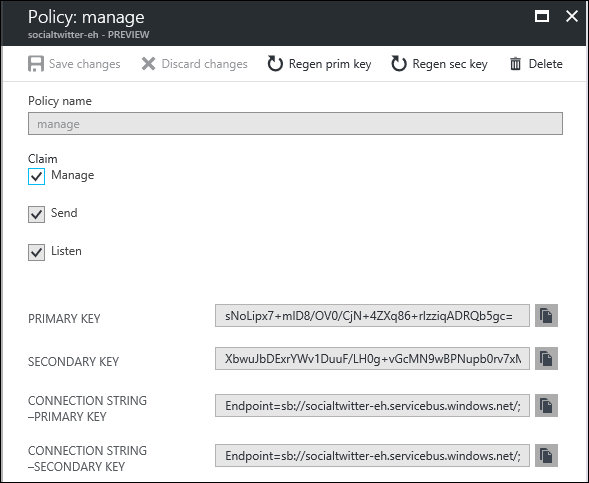 Policy: manage
socialtwitter-eh - PREVIEW
Save changes Discard changes Regen prim key Regen sec key Delete
Policy name
manage
Claim
Manage
Send
Listen
PRIMARY KEY sNoLipx7+mlD8/OV0/CjN+4ZXq86+rIzziqADRQb5gc=
SECONDARY KEY XbwuJbDExrYWv1DuuF/LH0g+vGcMN9wBPNupb0rv7xM
CONNECTION STRING
–PRIMARY KEY Endpoint=sb://socialtwitter-eh.servicebus.windows.net/;
CONNECTION STRING
–SECONDARY KEY Endpoint=sb://socialtwitter-eh.servicebus.windows.net/;